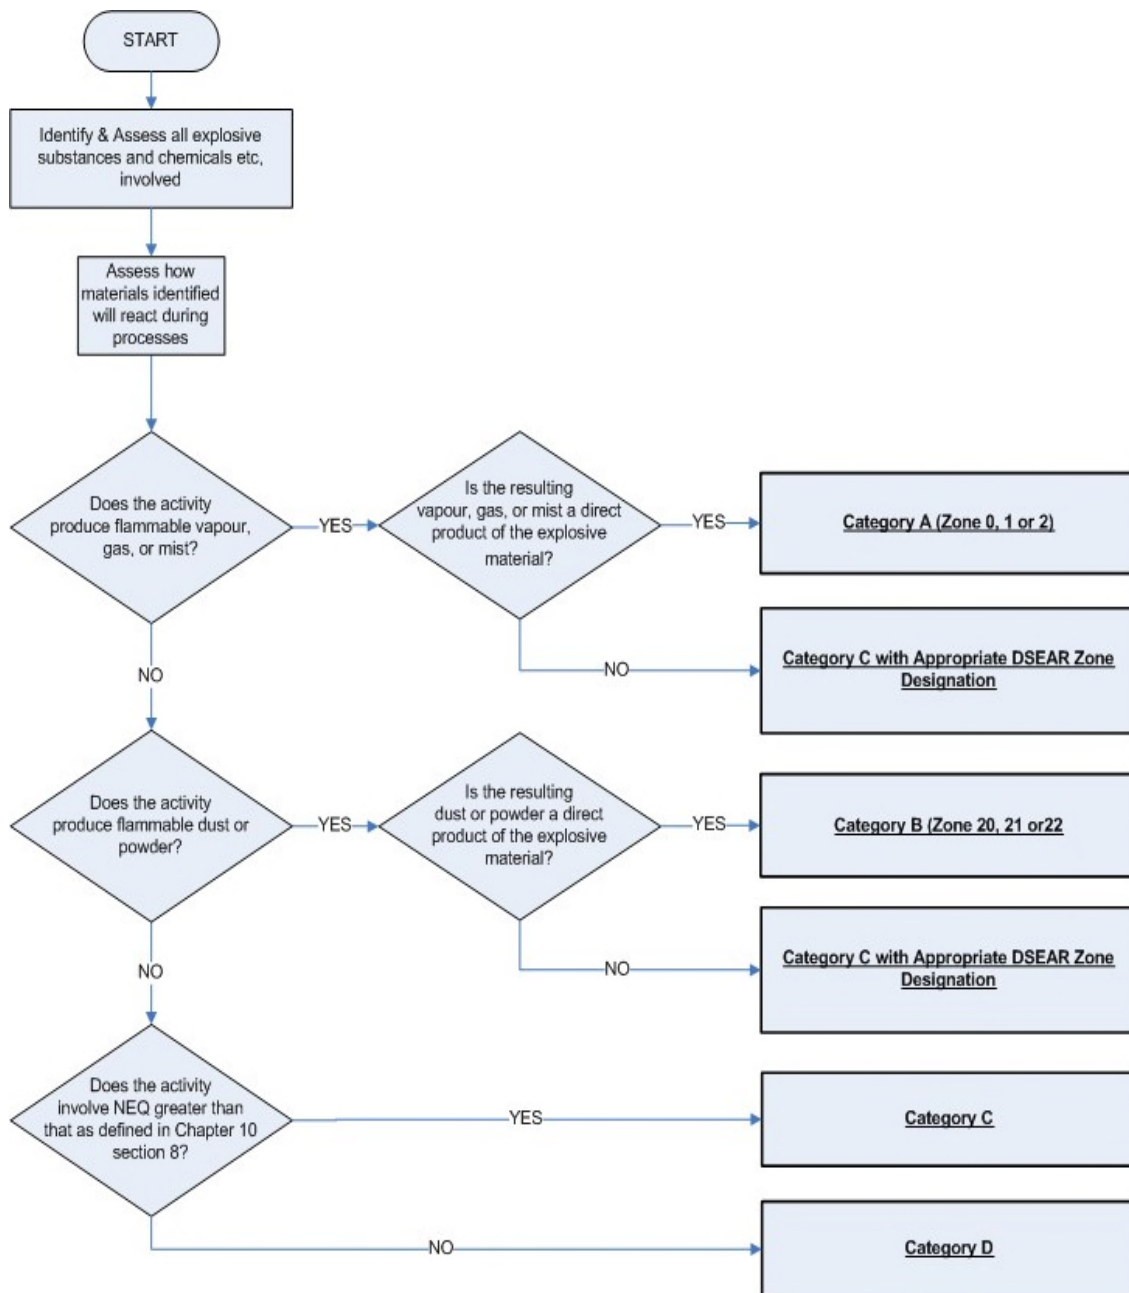 START
Identify & Assess all explosive
substances and chemicals etc,
involved
Assess how
materials identified
will react during
processes
Does the activity
produce flammable vapour,
gas, or mist?
YES
Is the resulting
vapour, gas, or mist a direct
product of the explosive
material?
YES
Category A (Zone 0, 1 or 2)
NO
Category C with Appropriate DSEAR Zone
Designation
NO
Does the activity
produce flammable dust or
powder?
YES
Is the resulting
dust or powder a direct
product of the explosive
material?
YES
Category B (Zone 20, 21 or22
NO
Category C with Appropriate DSEAR Zone
Designation
NO
Does the activity
involve NEQ greater than
that as defined in Chapter 10
section 8?
YES
Category C
NO
Category D